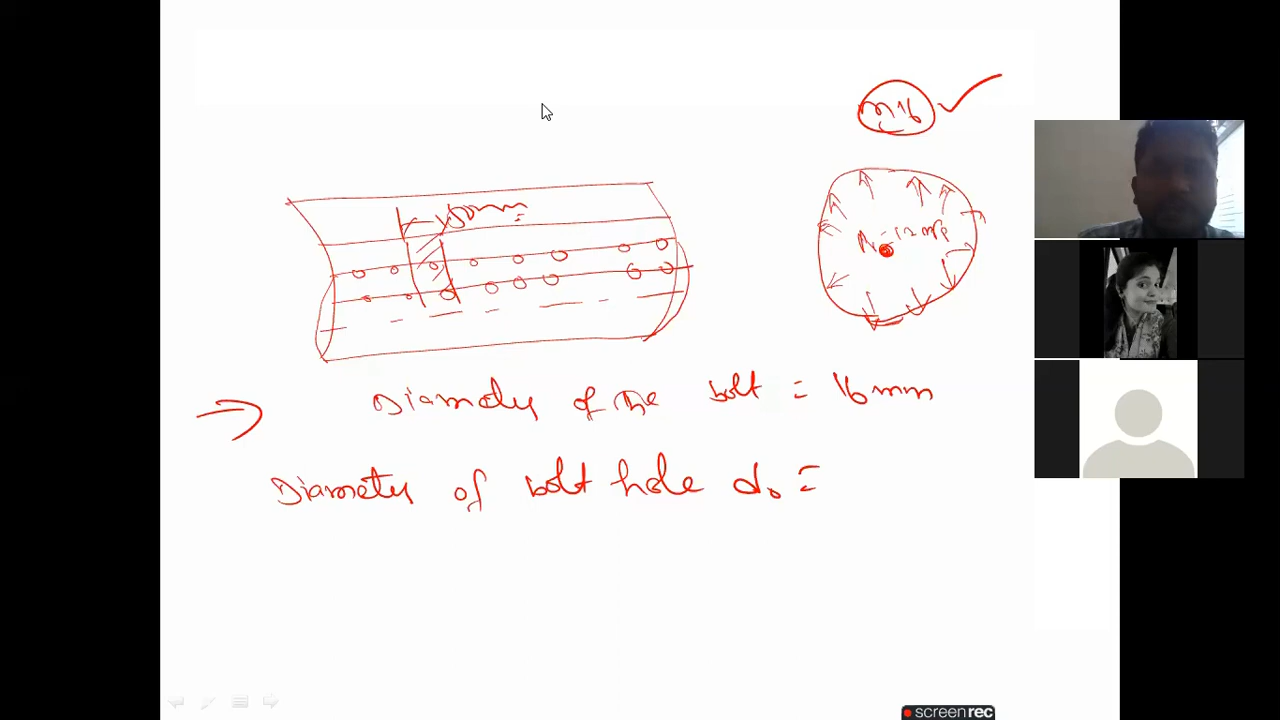 M16
Diameter of the bolt = 16mm
Diameter of bolt hole d₀ =
screenrec